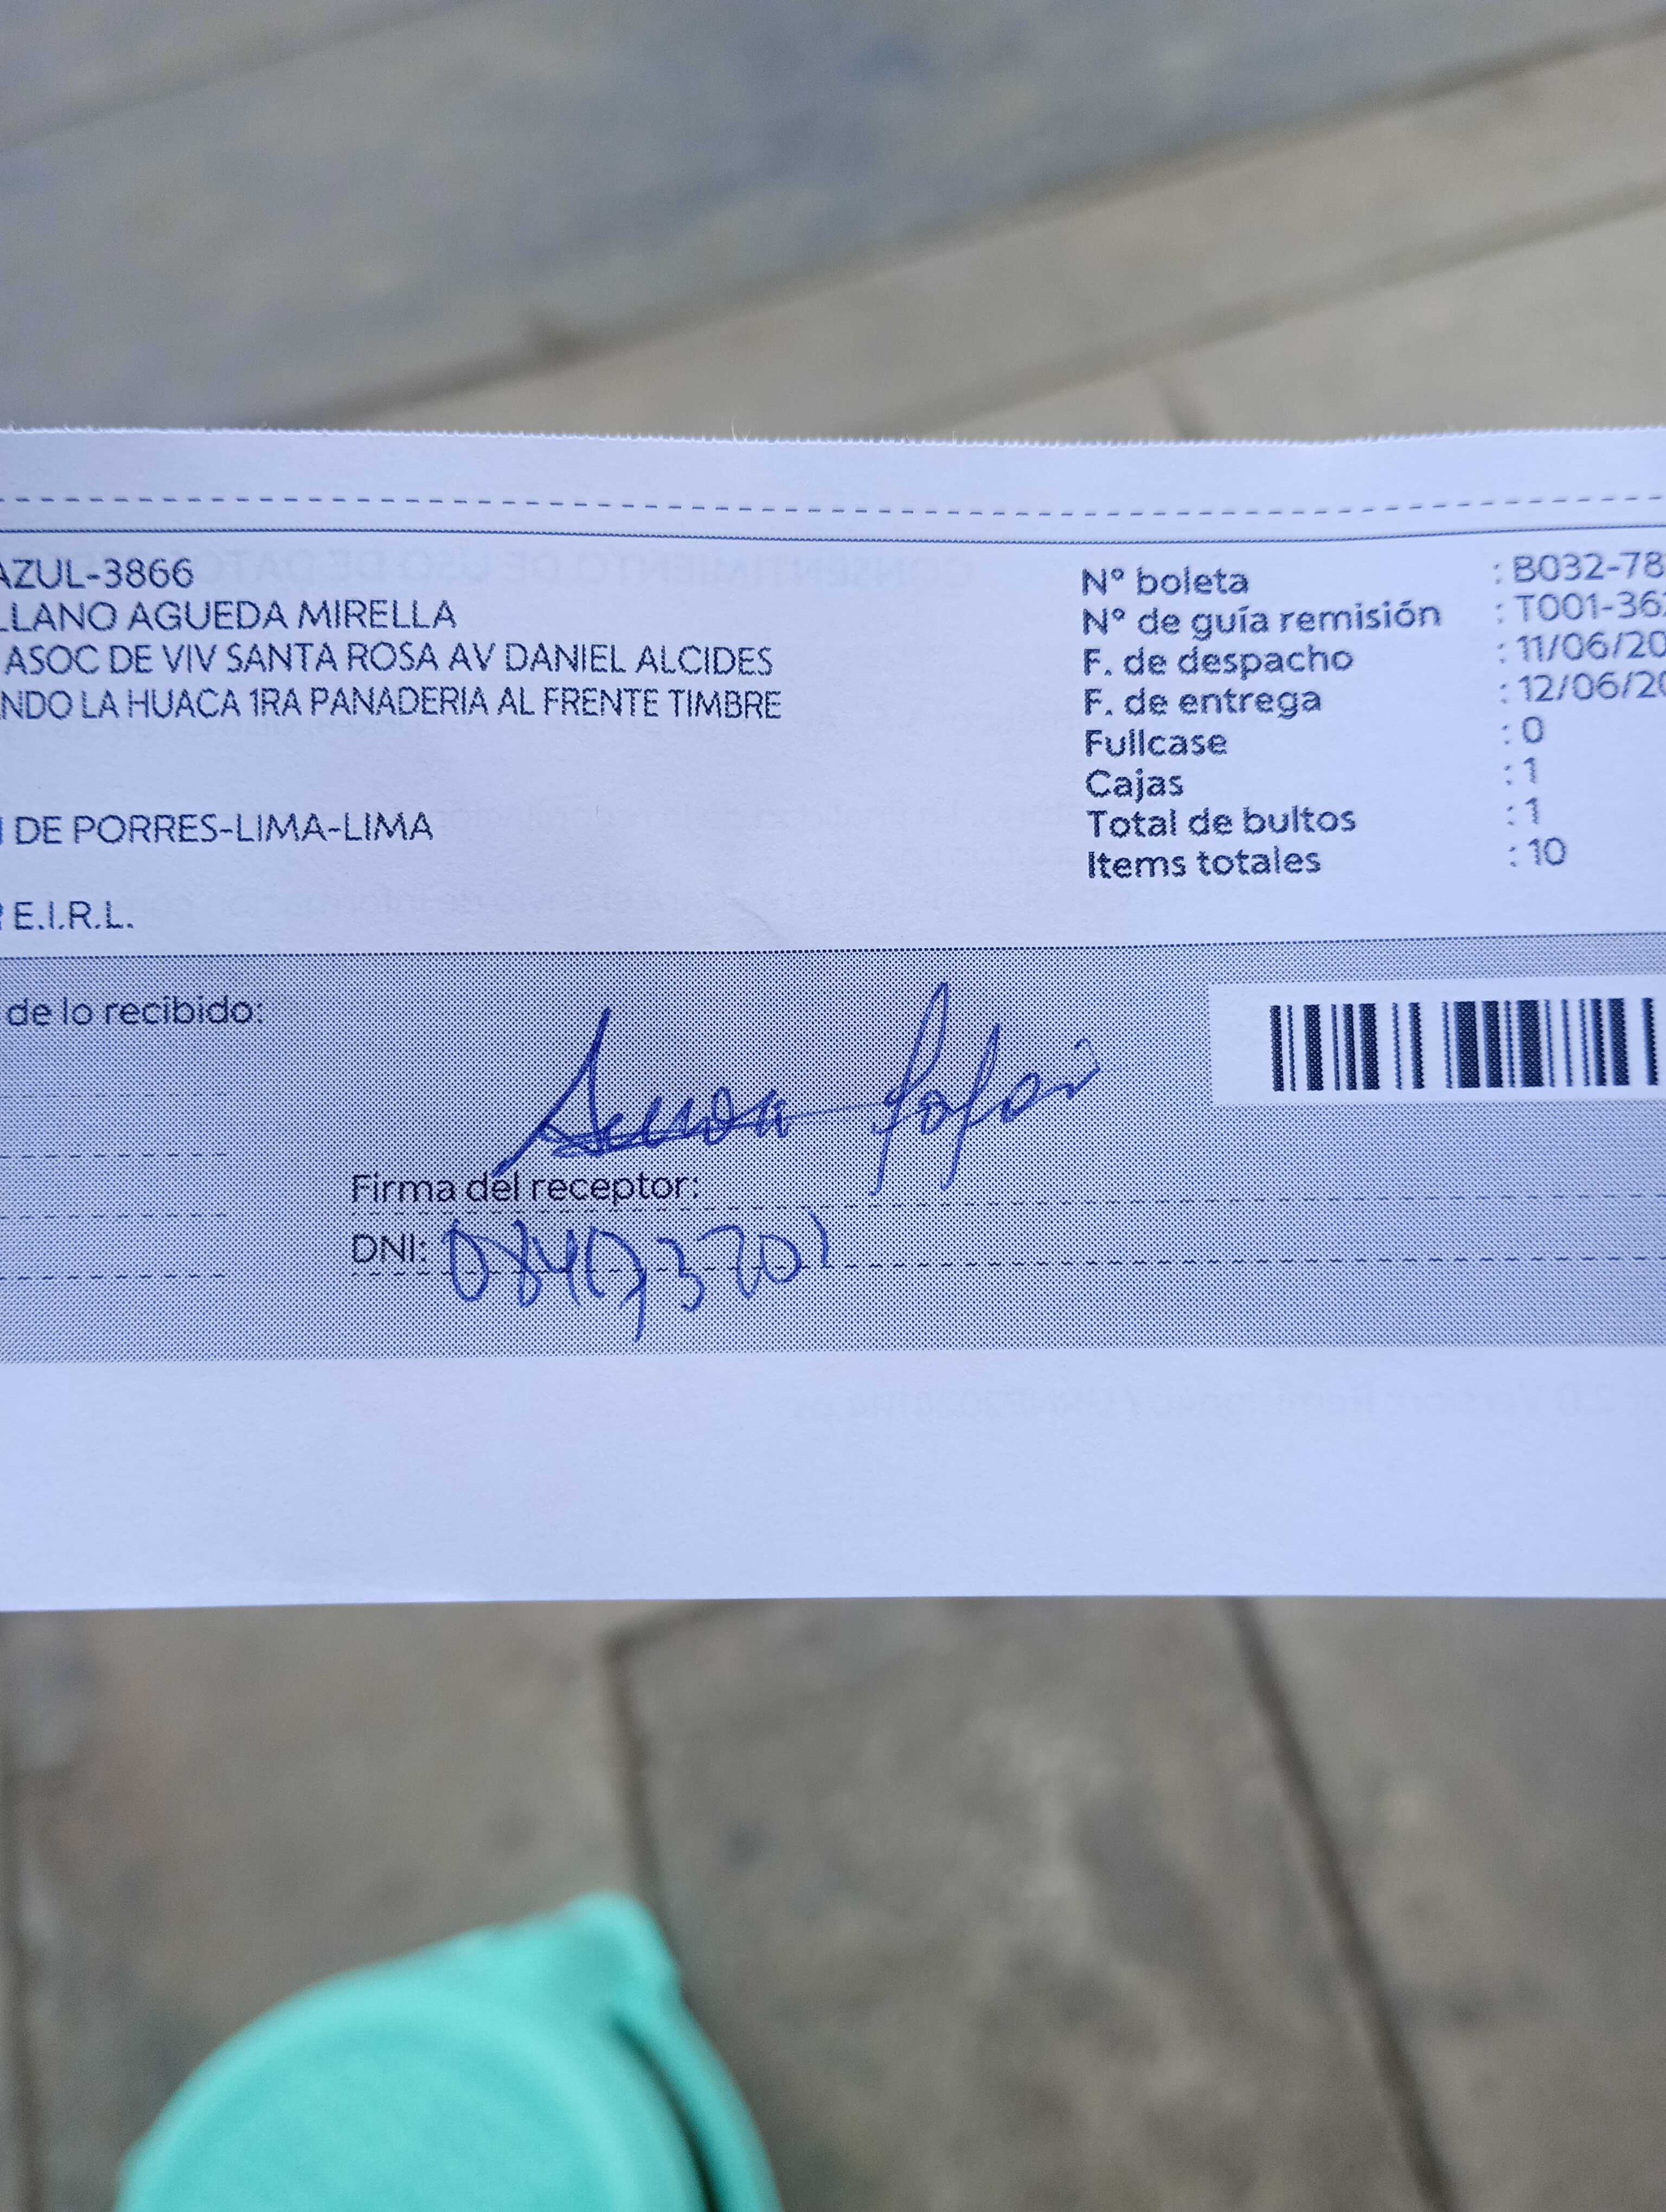 AZUL-3866
LLANO AGUEDA MIRELLA
ASOC DE VIV SANTA ROSA AV DANIEL ALCIDES
NDO LA HUACA 1RA PANADERIA AL FRENTE TIMBRE
DE PORRES-LIMA-LIMA
E.I.R.L.
Nº boleta : B032-78
Nº de guía remisión : T001-36
F. de despacho : 11/06/20
F. de entrega : 12/06/20
Fullcase : 0
Cajas : 1
Total de bultos : 1
Items totales : 10
de lo recibido:
Firma del receptor:
DNI: